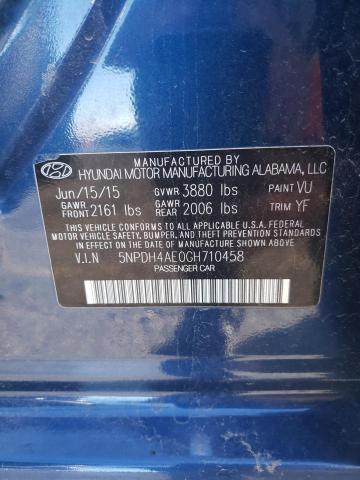 MANUFACTURED BY
HYUNDAI MOTOR MANUFACTURING ALABAMA, LLC
Jun/15/15 GVWR 3880 lbs PAINT VU
GAWR FRONT 2161 lbs GAWR REAR 2006 lbs TRIM YF
THIS VEHICLE CONFORMS TO ALL APPLICABLE U.S.A. FEDERAL
MOTOR VEHICLE SAFETY, BUMPER, AND THEFT PREVENTION
STANDARDS IN EFFECT ON THE DATE OF MANUFACTURE SHOWN ABOVE.
V.I.N 5NPDH4AE0GH710458
PASSENGER CAR